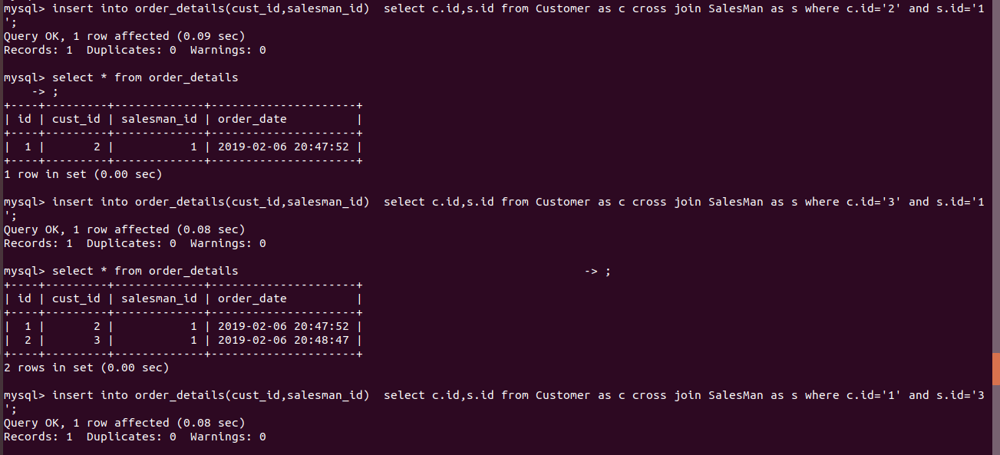 mysql> insert into order_details(cust_id,salesman_id)  select c.id,s.id from Customer as c cross join SalesMan as s where c.id='2' and s.id='1
';
Query OK, 1 row affected (0.09 sec)
Records: 1  Duplicates: 0  Warnings: 0
mysql> select * from order_details
    -> ;
+----+---------+-------------+---------------------+
| id | cust_id | salesman_id | order_date          |
+----+---------+-------------+---------------------+
|  1 |       2 |           1 | 2019-02-06 20:47:52 |
+----+---------+-------------+---------------------+
1 row in set (0.00 sec)
mysql> insert into order_details(cust_id,salesman_id)  select c.id,s.id from Customer as c cross join SalesMan as s where c.id='3' and s.id='1
';
Query OK, 1 row affected (0.08 sec)
Records: 1  Duplicates: 0  Warnings: 0
mysql> select * from order_details                                                  -> ;
+----+---------+-------------+---------------------+
| id | cust_id | salesman_id | order_date          |
+----+---------+-------------+---------------------+
|  1 |       2 |           1 | 2019-02-06 20:47:52 |
|  2 |       3 |           1 | 2019-02-06 20:48:47 |
+----+---------+-------------+---------------------+
2 rows in set (0.00 sec)
mysql> insert into order_details(cust_id,salesman_id)  select c.id,s.id from Customer as c cross join SalesMan as s where c.id='1' and s.id='3
';
Query OK, 1 row affected (0.08 sec)
Records: 1  Duplicates: 0  Warnings: 0